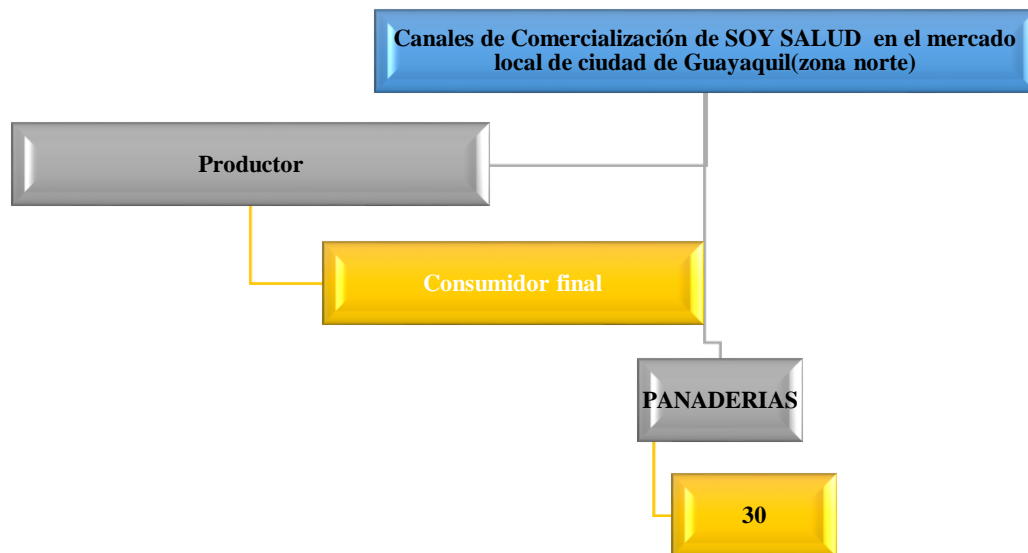 Canales de Comercialización de SOY SALUD en el mercado
local de ciudad de Guayaquil(zona norte)
Productor
Consumidor final
PANADERIAS
30